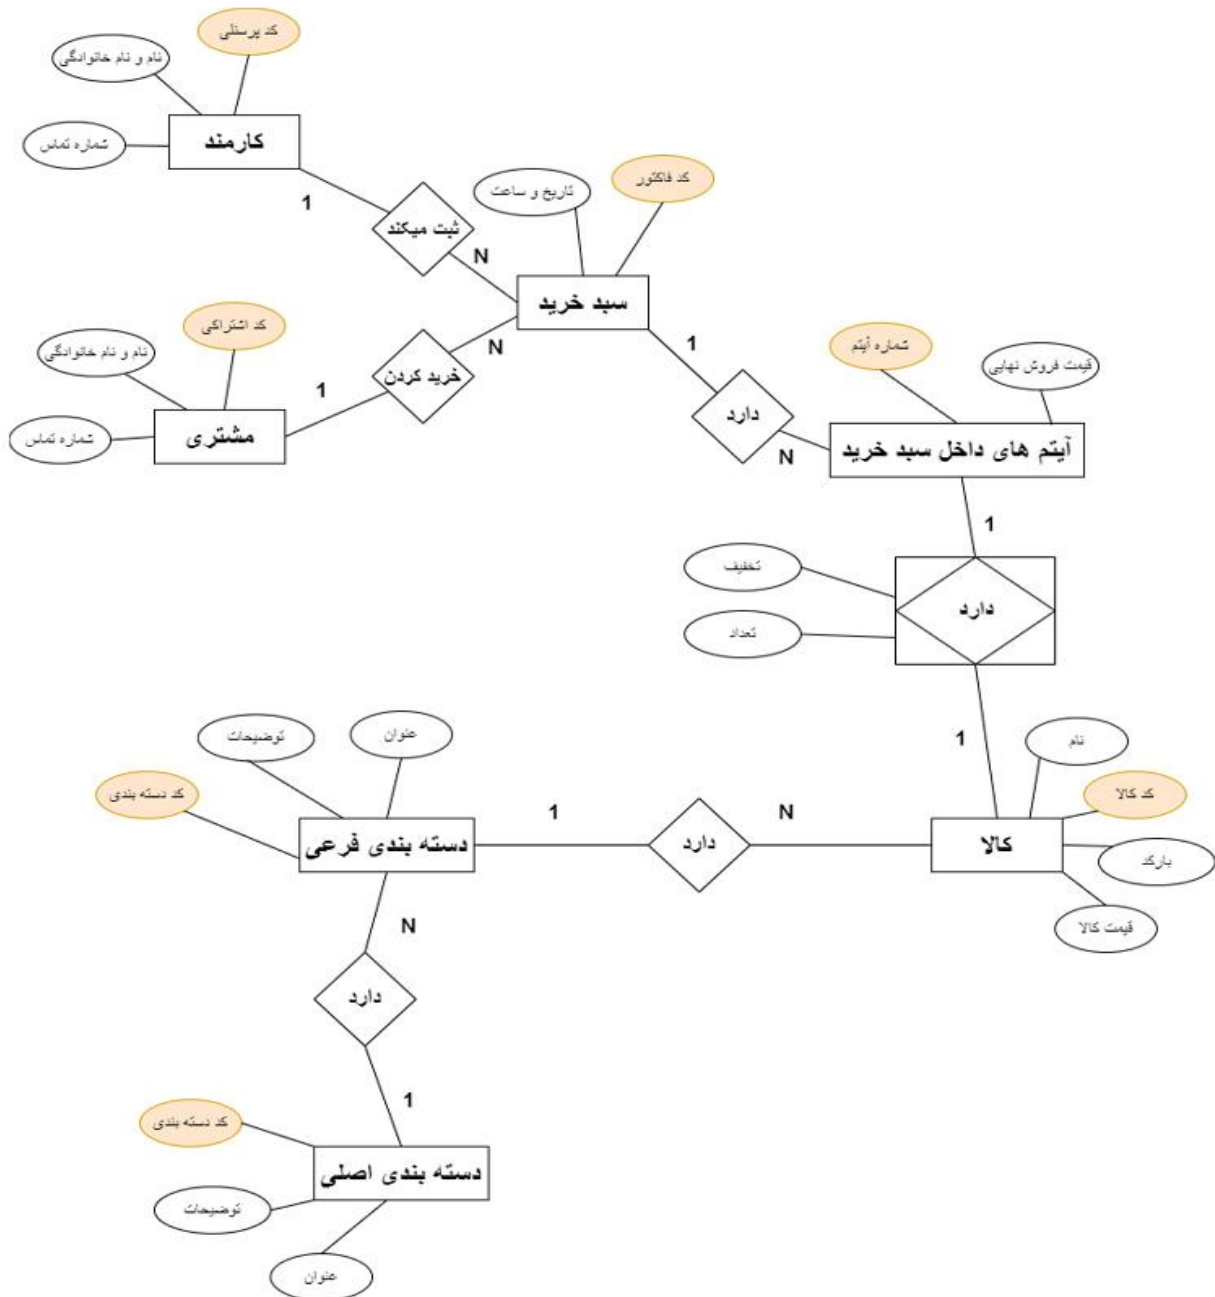 کد پرسنلی
نام و نام خانوادگی
شماره تماس
کارمند
1
ثبت میکند
N
تاریخ و ساعت
کد فاکتور
سبد خرید
کد اشتراکی
نام و نام خانوادگی
شماره تماس
مشتری
1
خرید کردن
N
1
دارد
N
شماره آیتم
قیمت فروش نهایی
آیتم های داخل سبد خرید
1
تخفیف
تعداد
دارد
1
نام
کد کالا
بارکد
قیمت کالا
کالا
N
دارد
1
عنوان
توضیحات
کد دسته بندی
دسته بندی فرعی
N
دارد
1
کد دسته بندی
دسته بندی اصلی
توضیحات
عنوان